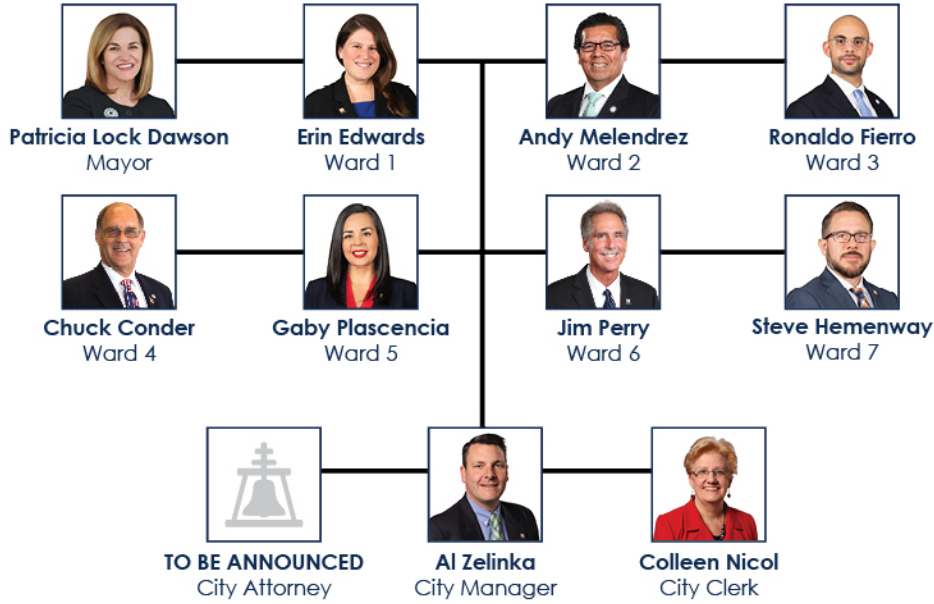 Patricia Lock Dawson
Mayor
Erin Edwards
Ward 1
Andy Melendrez
Ward 2
Ronaldo Fierro
Ward 3
Chuck Conder
Ward 4
Gaby Plascencia
Ward 5
Jim Perry
Ward 6
Steve Hemenway
Ward 7
TO BE ANNOUNCED
City Attorney
Al Zelinka
City Manager
Colleen Nicol
City Clerk